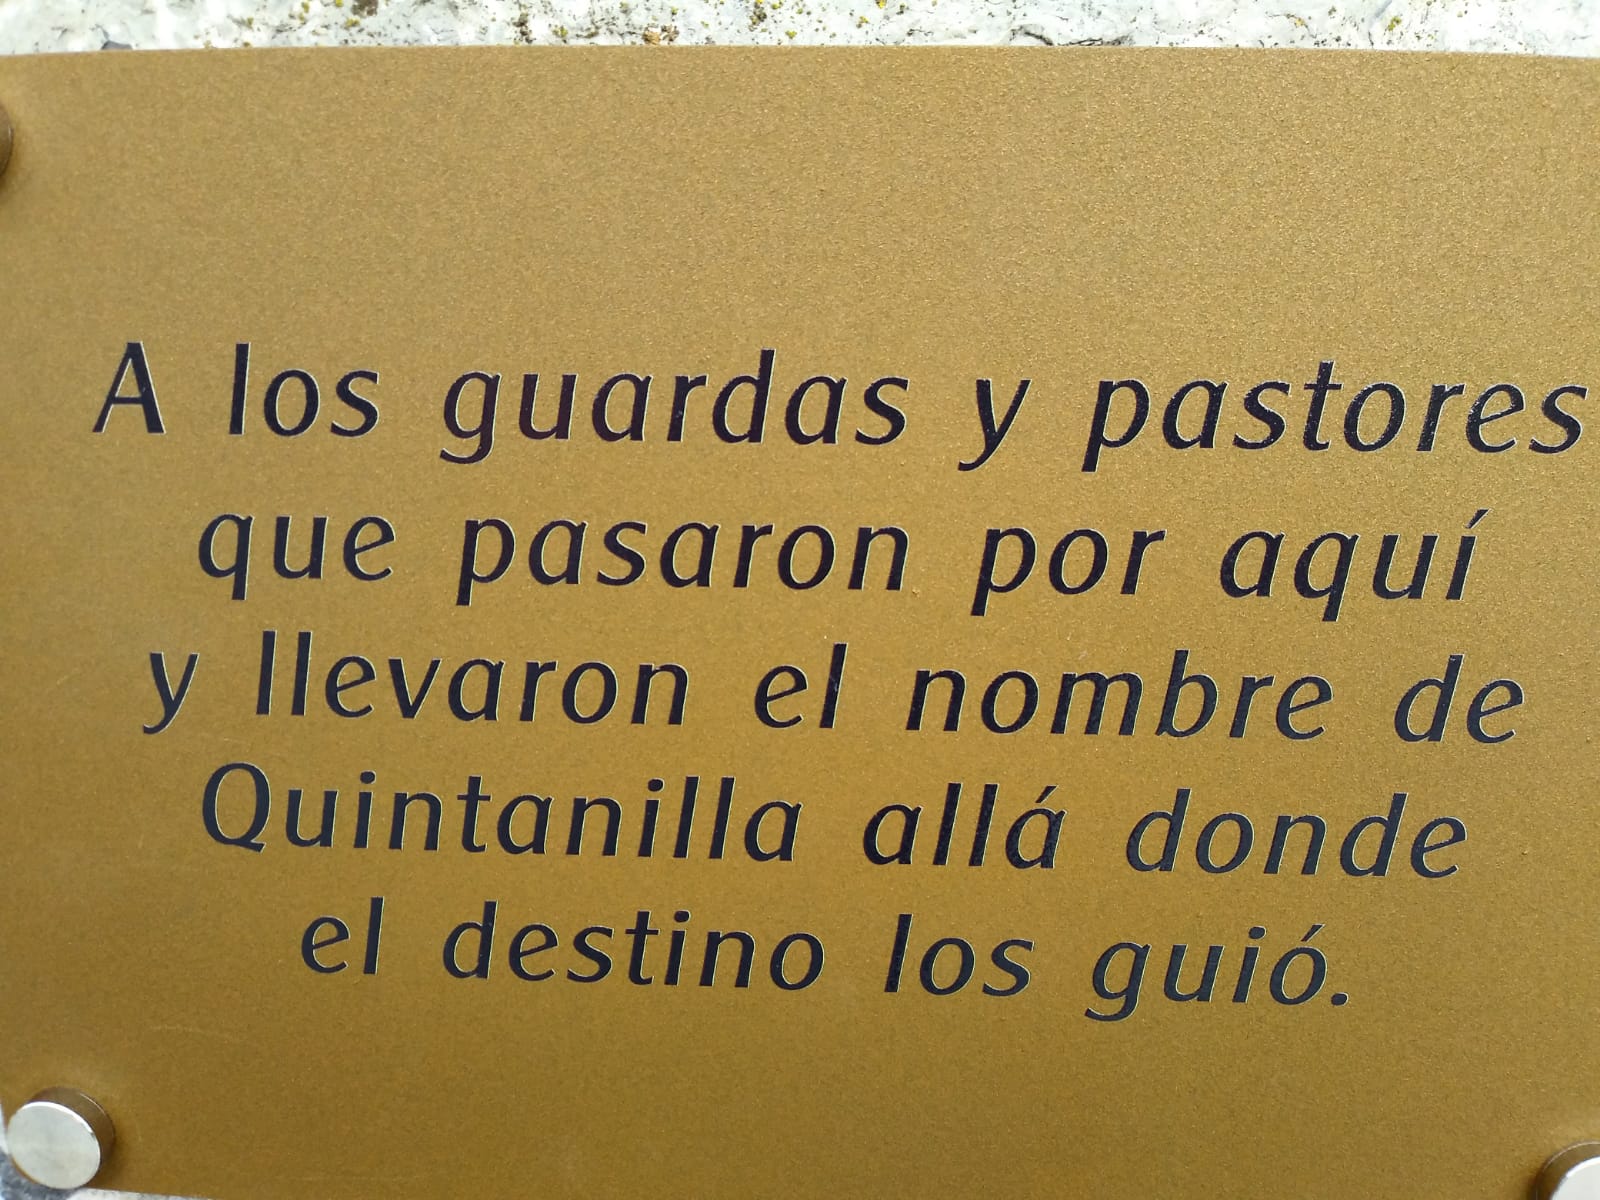 A los guardas y pastores
que pasaron por aquí
y llevaron el nombre de
Quintanilla allá donde
el destino los guió.